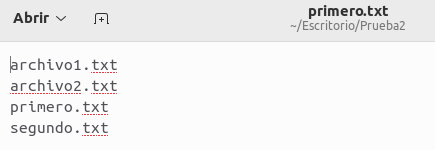 Abrir
primero.txt
~/Escritorio/Prueba2
archivo1.txt
archivo2.txt
primero.txt
segundo.txt